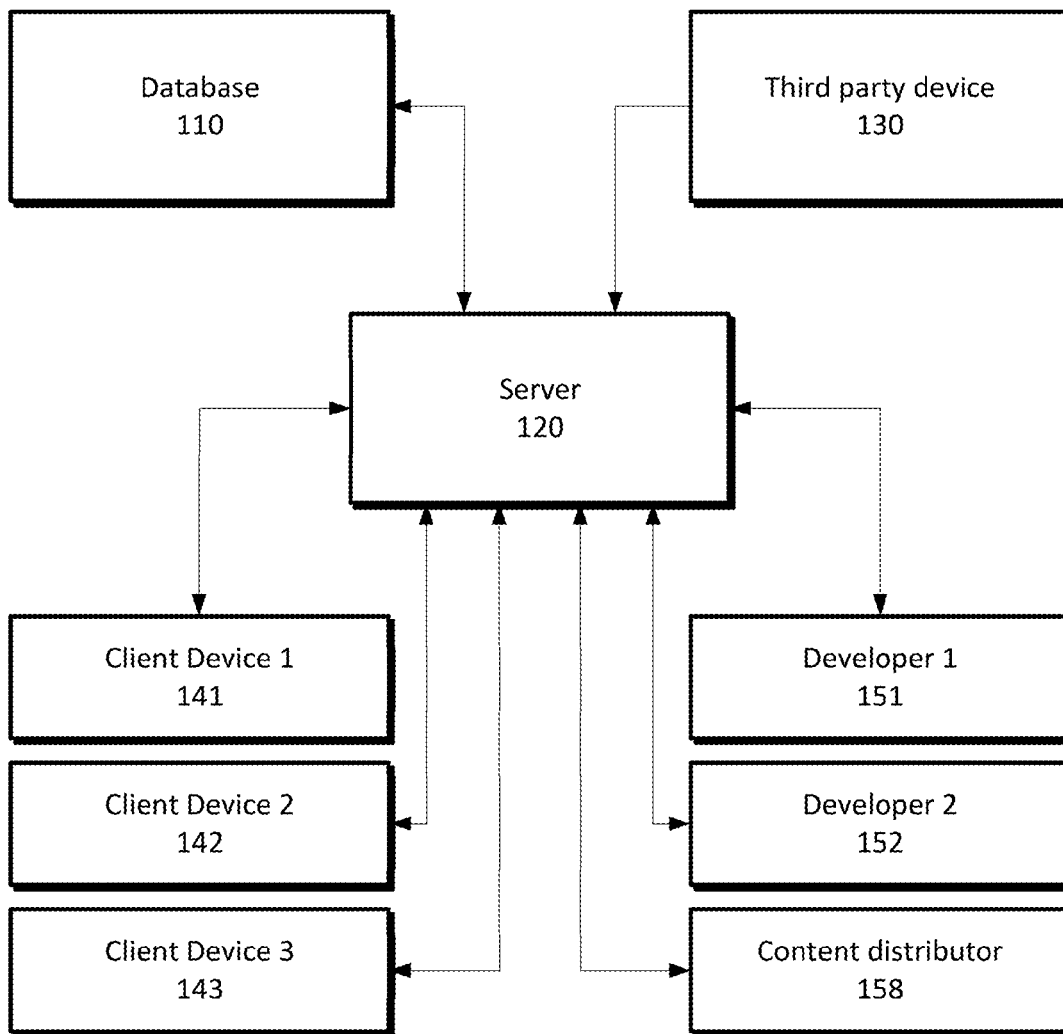 Database
110
Third party device
130
Server
120
Client Device 1
141
Developer 1
151
Client Device 2
142
Developer 2
152
Client Device 3
143
Content distributor
158